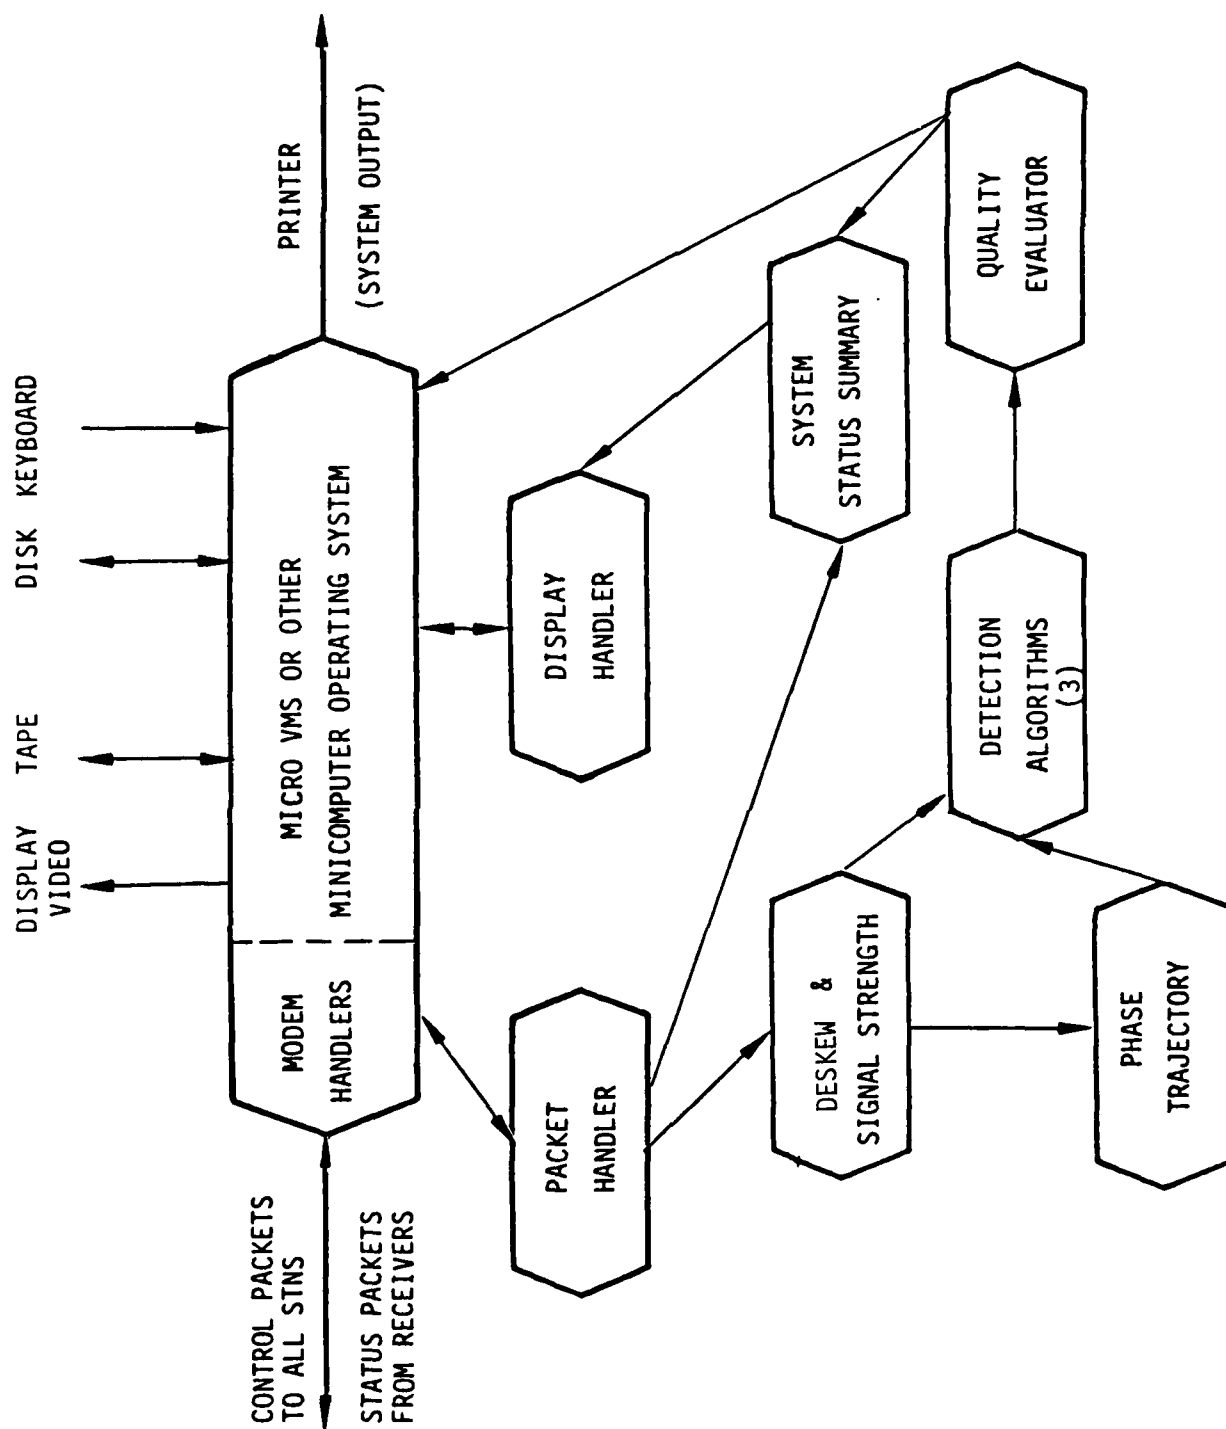 DISPLAY
VIDEO
TAPE
DISK
KEYBOARD
CONTROL PACKETS
TO ALL STNS
STATUS PACKETS
FROM RECEIVERS
MODEM
HANDLERS
MICRO VMS OR OTHER
MINICOMPUTER OPERATING SYSTEM
PRINTER
(SYSTEM OUTPUT)
PACKET
HANDLER
DISPLAY
HANDLER
DESKEW &
SIGNAL STRENGTH
SYSTEM
STATUS SUMMARY
PHASE
TRAJECTORY
DETECTION
ALGORITHMS
(3)
QUALITY
EVALUATOR